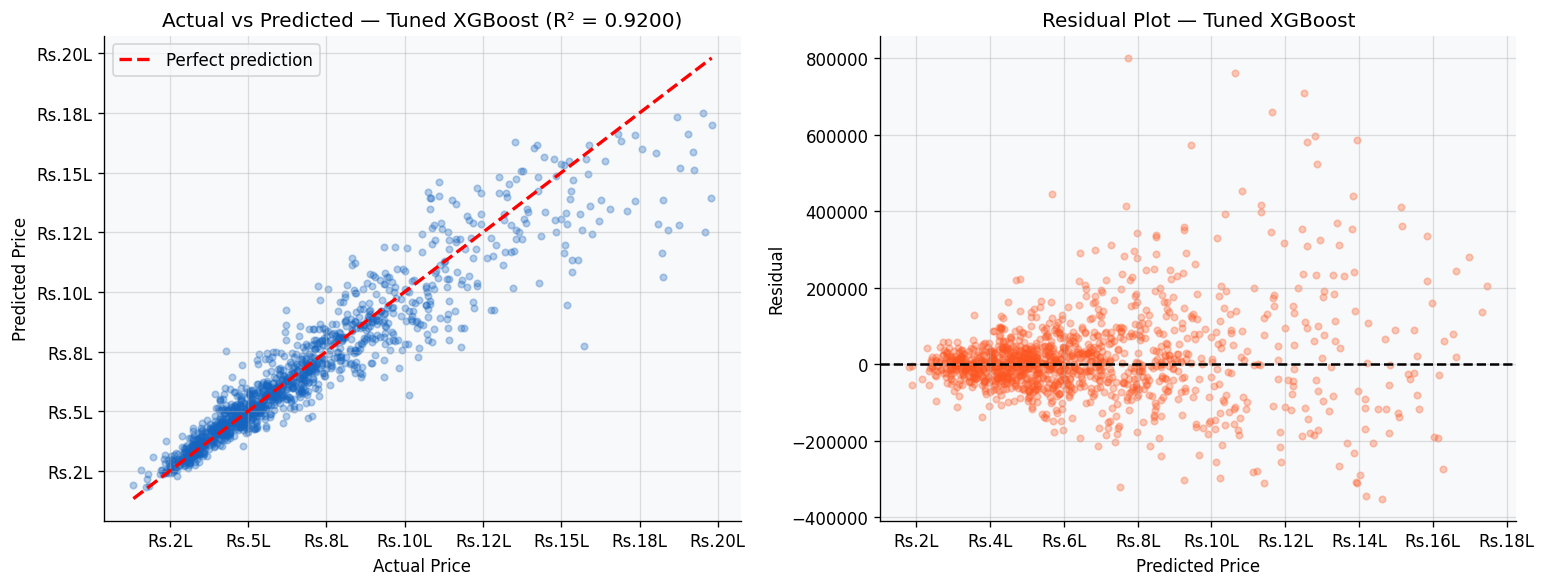 Actual vs Predicted — Tuned XGBoost (R² = 0.9200)
Perfect prediction
Rs.20L
Rs.18L
Rs.15L
Rs.12L
Rs.10L
Rs.8L
Rs.5L
Rs.2L
Predicted Price
Rs.2L Rs.5L Rs.8L Rs.10L Rs.12L Rs.15L Rs.18L Rs.20L
Actual Price
Residual Plot — Tuned XGBoost
800000
600000
400000
200000
0
−200000
−400000
Residual
Rs.2L Rs.4L Rs.6L Rs.8L Rs.10L Rs.12L Rs.14L Rs.16L Rs.18L
Predicted Price